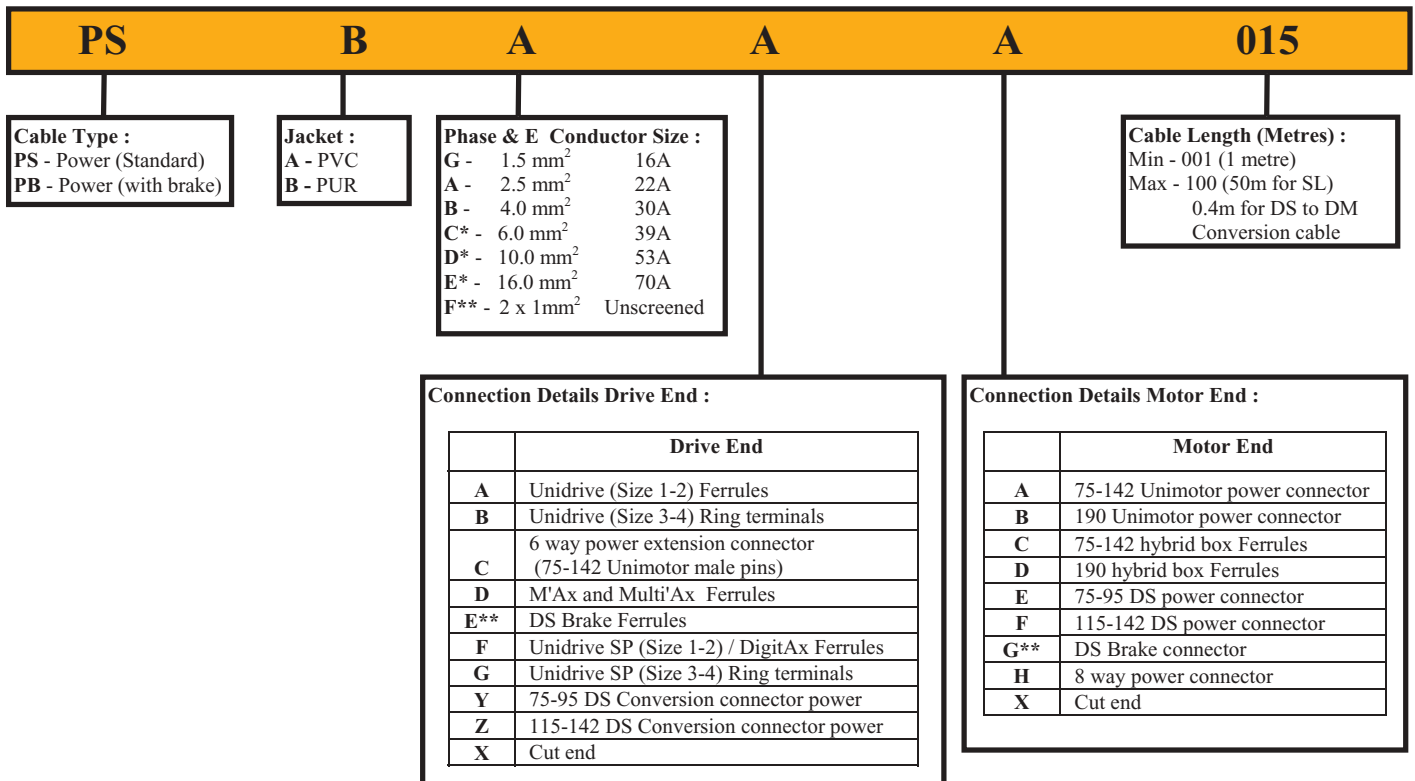 PS B A A A 015
Cable Type :
PS - Power (Standard)
PB - Power (with brake)
Jacket :
A - PVC
B - PUR
Phase & E Conductor Size :
G - 1.5 mm² 16A
A - 2.5 mm² 22A
B - 4.0 mm² 30A
C* - 6.0 mm² 39A
D* - 10.0 mm² 53A
E* - 16.0 mm² 70A
F** - 2 x 1mm² Unscreened
Cable Length (Metres) :
Min - 001 (1 metre)
Max - 100 (50m for SL)
0.4m for DS to DM
Conversion cable
Connection Details Drive End :
Drive End
A Unidrive (Size 1-2) Ferrules
B Unidrive (Size 3-4) Ring terminals
6 way power extension connector
C (75-142 Unimotor male pins)
D M'Ax and Multi'Ax Ferrules
E** DS Brake Ferrules
F Unidrive SP (Size 1-2) / DigitAx Ferrules
G Unidrive SP (Size 3-4) Ring terminals
Y 75-95 DS Conversion connector power
Z 115-142 DS Conversion connector power
X Cut end
Connection Details Motor End :
Motor End
A 75-142 Unimotor power connector
B 190 Unimotor power connector
C 75-142 hybrid box Ferrules
D 190 hybrid box Ferrules
E 75-95 DS power connector
F 115-142 DS power connector
G** DS Brake connector
H 8 way power connector
X Cut end